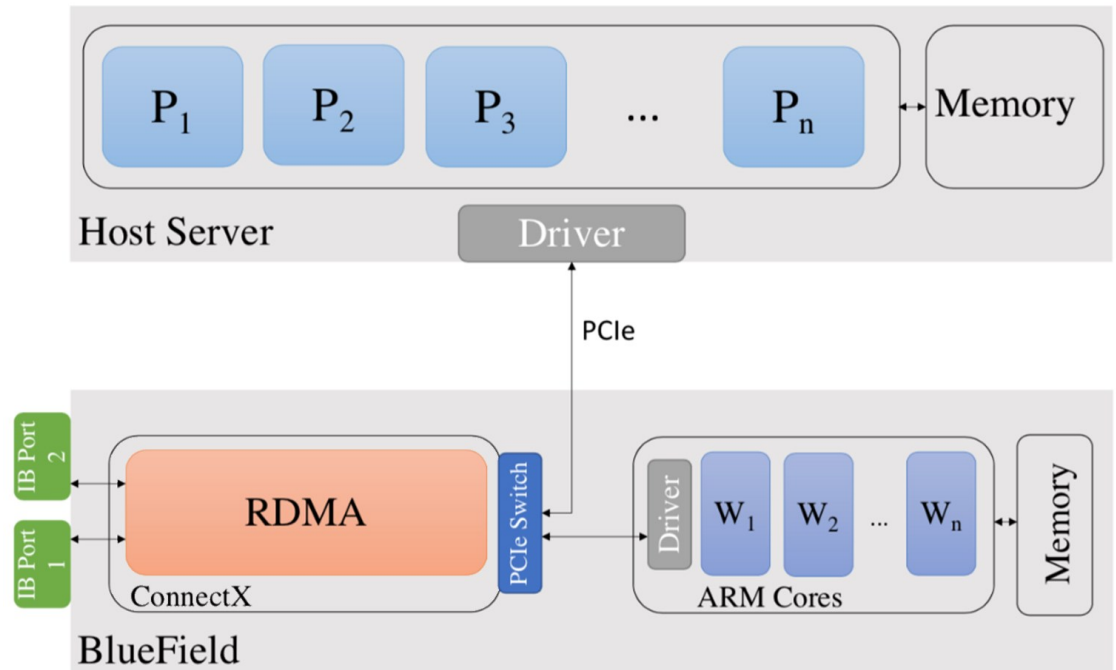 P1 P2 P3 ... Pn
Memory
Host Server
Driver
PCIe
IB Port 2
IB Port 1
RDMA
ConnectX
PCIe Switch
Driver
W1 W2 ... Wn
ARM Cores
Memory
BlueField